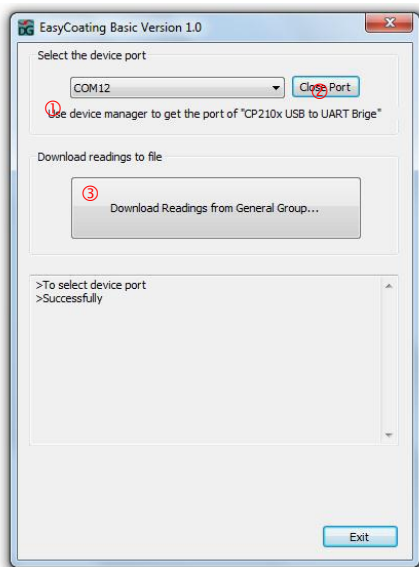 DG EasyCoating Basic Version 1.0
Select the device port
COM12
Close Port
②
①
Use device manager to get the port of "CP210x USB to UART Brige"
Download readings to file
③
Download Readings from General Group...
>To select device port
>Successfully
Exit